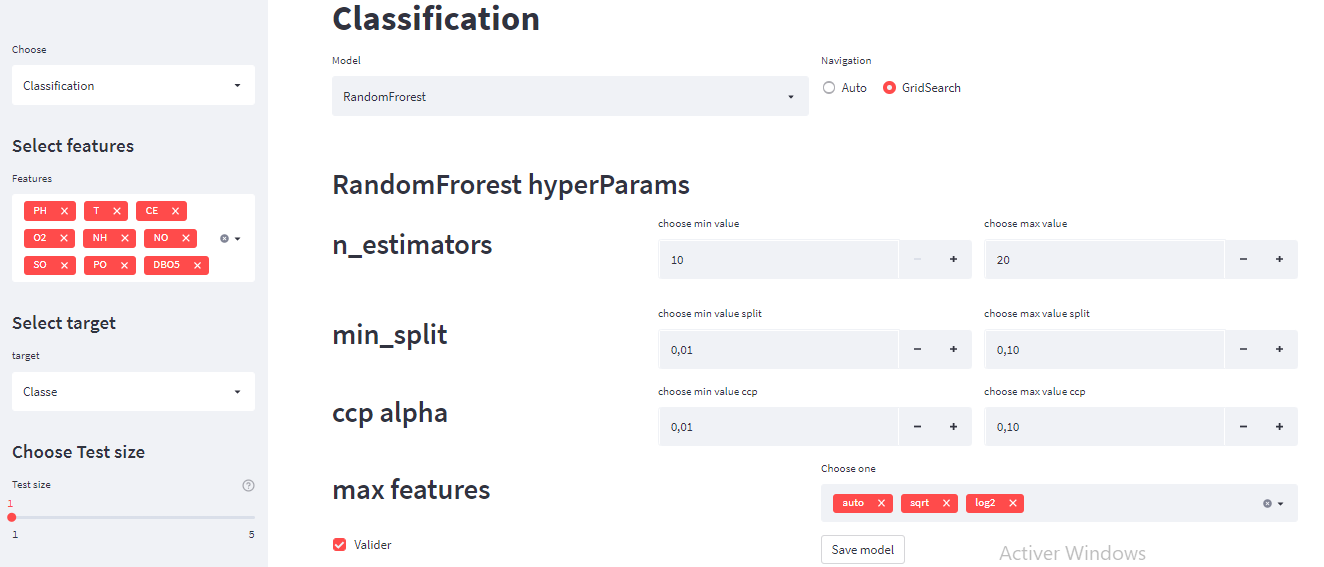 Choose
Classification
Select features
Features
PH T CE
O2 NH NO
SO PO DBO5
Select target
target
Classe
Choose Test size
Test size
1
1 5
Classification
Model
RandomFrorest
Navigation
Auto GridSearch
RandomFrorest hyperParams
n_estimators
choose min value
10
choose max value
20
min_split
choose min value split
0,01
choose max value split
0,10
ccp alpha
choose min value ccp
0,01
choose max value ccp
0,10
max features
Choose one
auto sqrt log2
Valider
Save model
Activer Windows